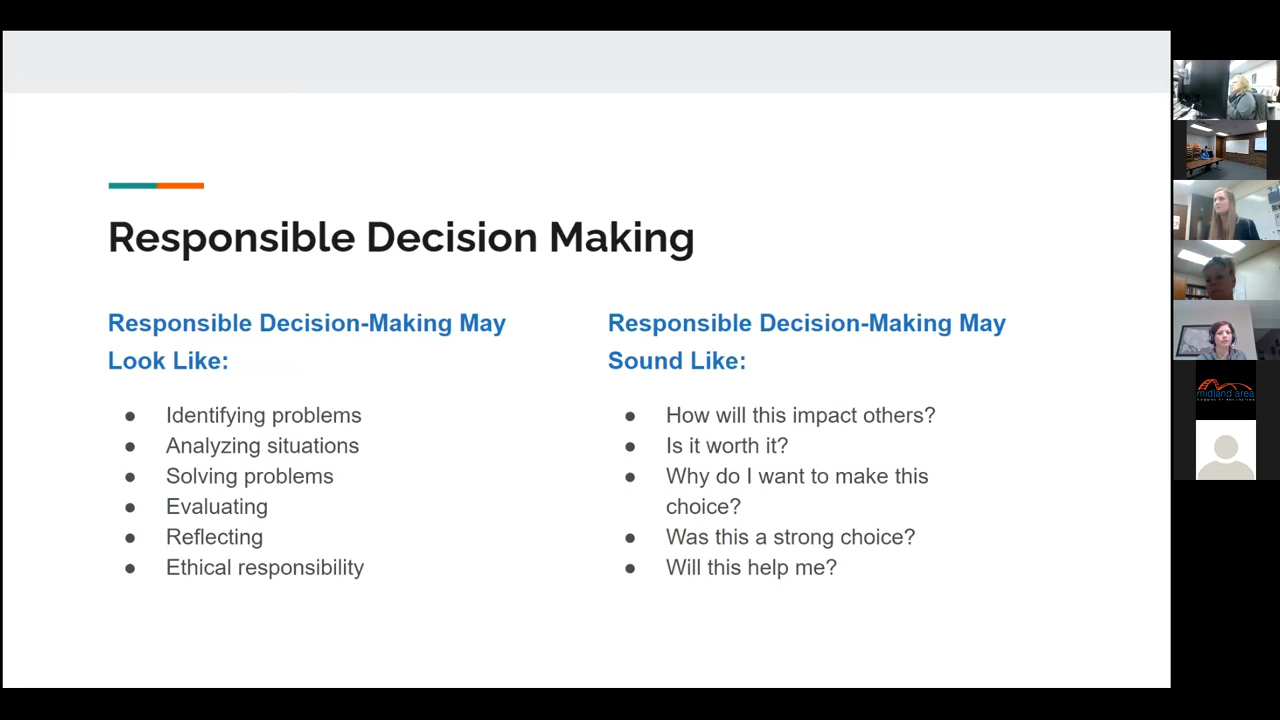 Responsible Decision Making
Responsible Decision-Making May
Look Like:
● Identifying problems
● Analyzing situations
● Solving problems
● Evaluating
● Reflecting
● Ethical responsibility
Responsible Decision-Making May
Sound Like:
● How will this impact others?
● Is it worth it?
● Why do I want to make this
choice?
● Was this a strong choice?
● Will this help me?
midland area